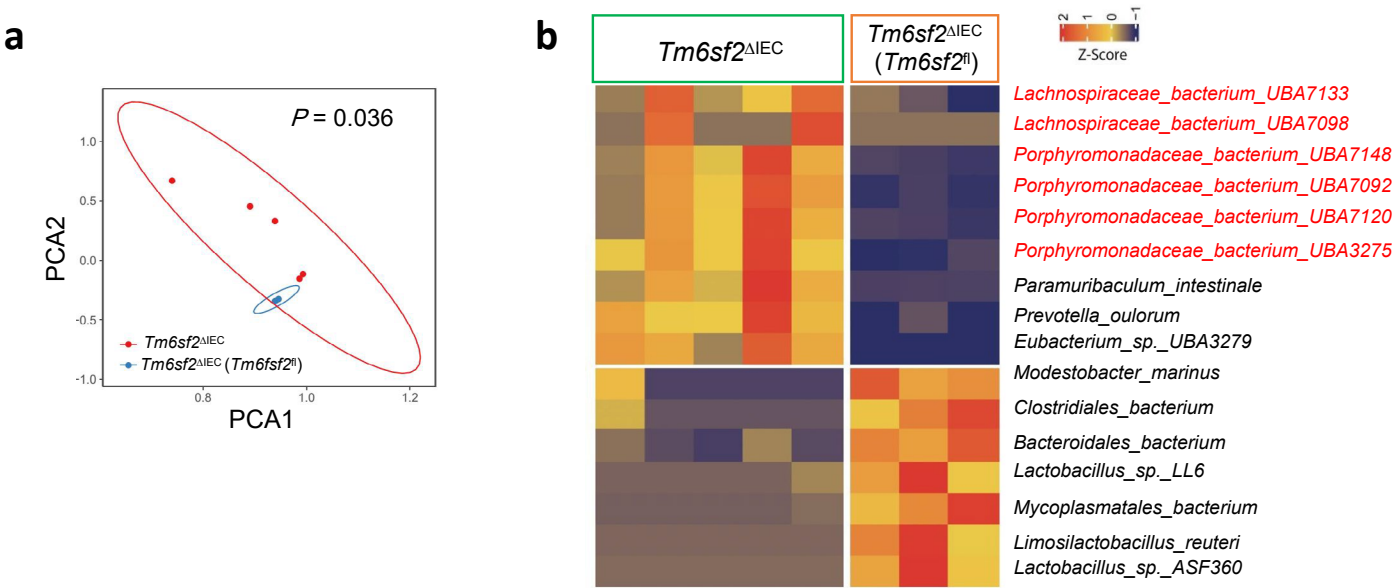 a
P = 0.036
1.0
0.5
0.0
-0.5
-1.0
PCA2
Tm6sf2ΔIEC
Tm6sf2ΔIEC (Tm6fsf2fl)
0.8
1.0
1.2
PCA1
b
Tm6sf2ΔIEC
Tm6sf2ΔIEC
(Tm6sf2fl)
2 1 0 -1
Z-Score
Lachnospiraceae_bacterium_UBA7133
Lachnospiraceae_bacterium_UBA7098
Porphyromonadaceae_bacterium_UBA7148
Porphyromonadaceae_bacterium_UBA7092
Porphyromonadaceae_bacterium_UBA7120
Porphyromonadaceae_bacterium_UBA3275
Paramuribaculum_intestinale
Prevotella_oulorum
Eubacterium_sp._UBA3279
Modestobacter_marinus
Clostridiales_bacterium
Bacteroidales_bacterium
Lactobacillus_sp._LL6
Mycoplasmatales_bacterium
Limosilactobacillus_reuteri
Lactobacillus_sp._ASF360